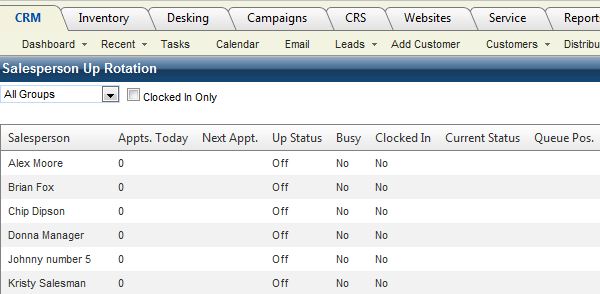 CRM Inventory Desking Campaigns CRS Websites Service Reports
Dashboard Recent Tasks Calendar Email Leads Add Customer Customers Distribu
Salesperson Up Rotation
All Groups Clocked In Only
Salesperson Appts. Today Next Appt. Up Status Busy Clocked In Current Status Queue Pos.
Alex Moore 0 Off No No
Brian Fox 0 Off No No
Chip Dipson 0 Off No No
Donna Manager 0 Off No No
Johnny number 5 0 Off No No
Kristy Salesman 0 Off No No